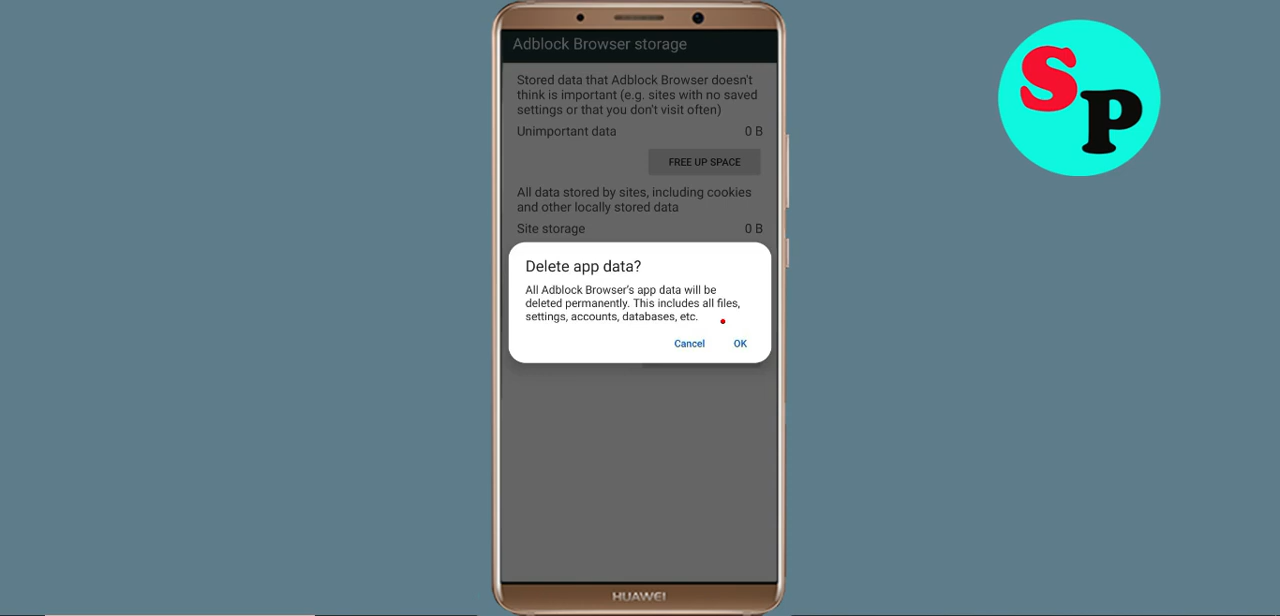 Adblock Browser storage
Stored data that Adblock Browser doesn't
think is important (e.g. sites with no saved
settings or that you don't visit often)
Unimportant data 0 B
FREE UP SPACE
All data stored by sites, including cookies
and other locally stored data
Site storage 0 B
Delete app data?
All Adblock Browser's app data will be
deleted permanently. This includes all files,
settings, accounts, databases, etc.
Cancel OK
HUAWEI
SP